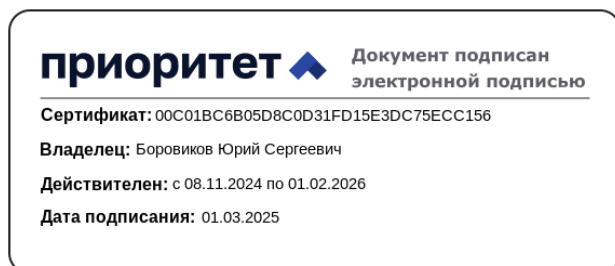 приоритет
Документ подписан
электронной подписью
Сертификат: 00C01BC6B05D8C0D31FD15E3DC75ECC156
Владелец: Боровиков Юрий Сергеевич
Действителен: с 08.11.2024 по 01.02.2026
Дата подписания: 01.03.2025